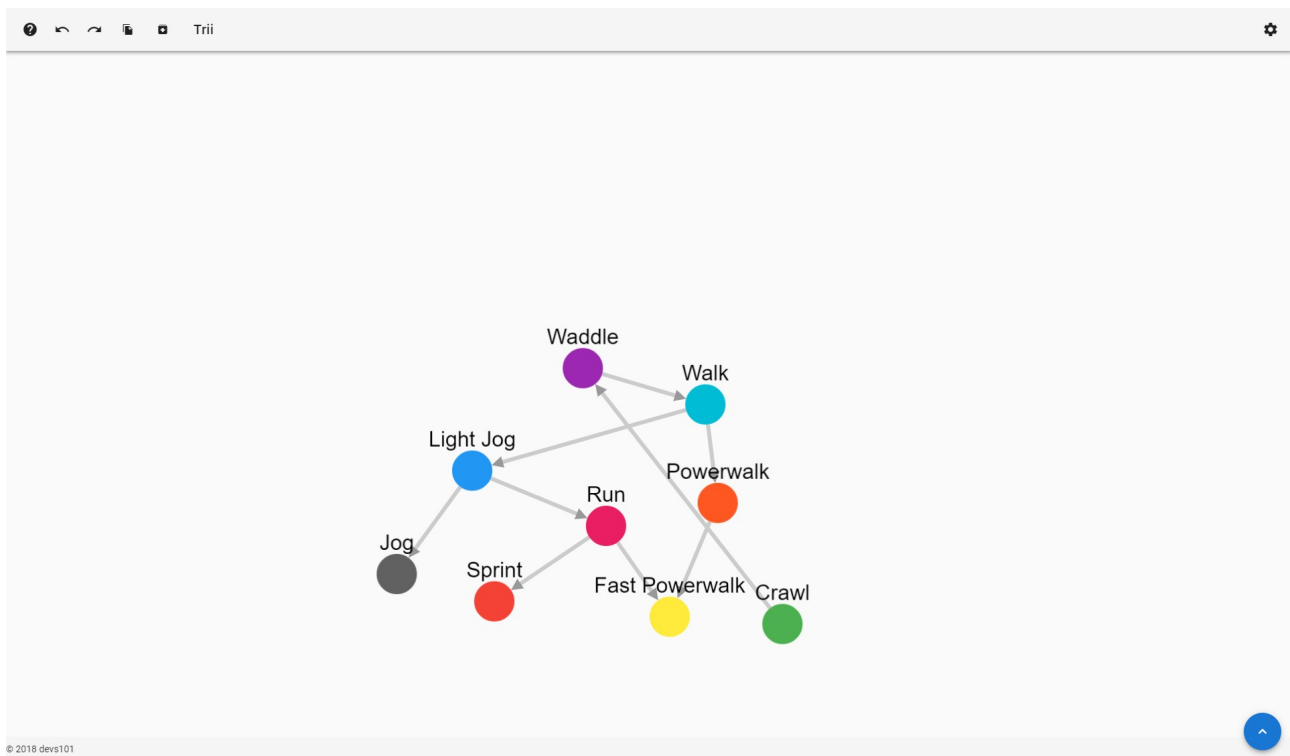 Trii
Waddle
Walk
Light Jog
Powerwalk
Run
Jog
Sprint
Fast Powerwalk
Crawl
© 2018 devs101